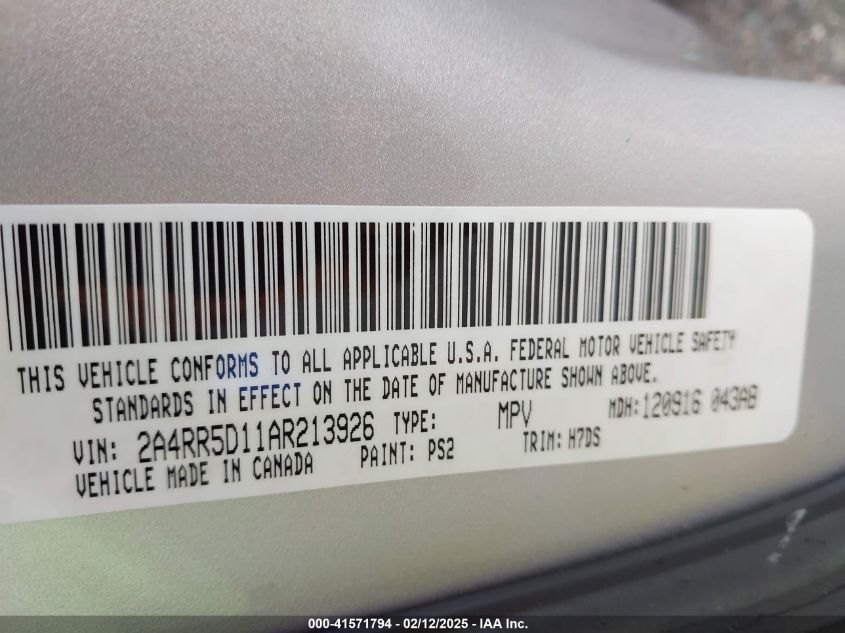 THIS VEHICLE CONFORMS TO ALL APPLICABLE U.S.A. FEDERAL MOTOR VEHICLE SAFETY
STANDARDS IN EFFECT ON THE DATE OF MANUFACTURE SHOWN ABOVE.
VIN: 2A4RR5D11AR213926 TYPE: MPV MDH: 120916 043AB
VEHICLE MADE IN CANADA PAINT: PS2 TRIM: H7DS
000-41571794 - 02/12/2025 - IAA Inc.